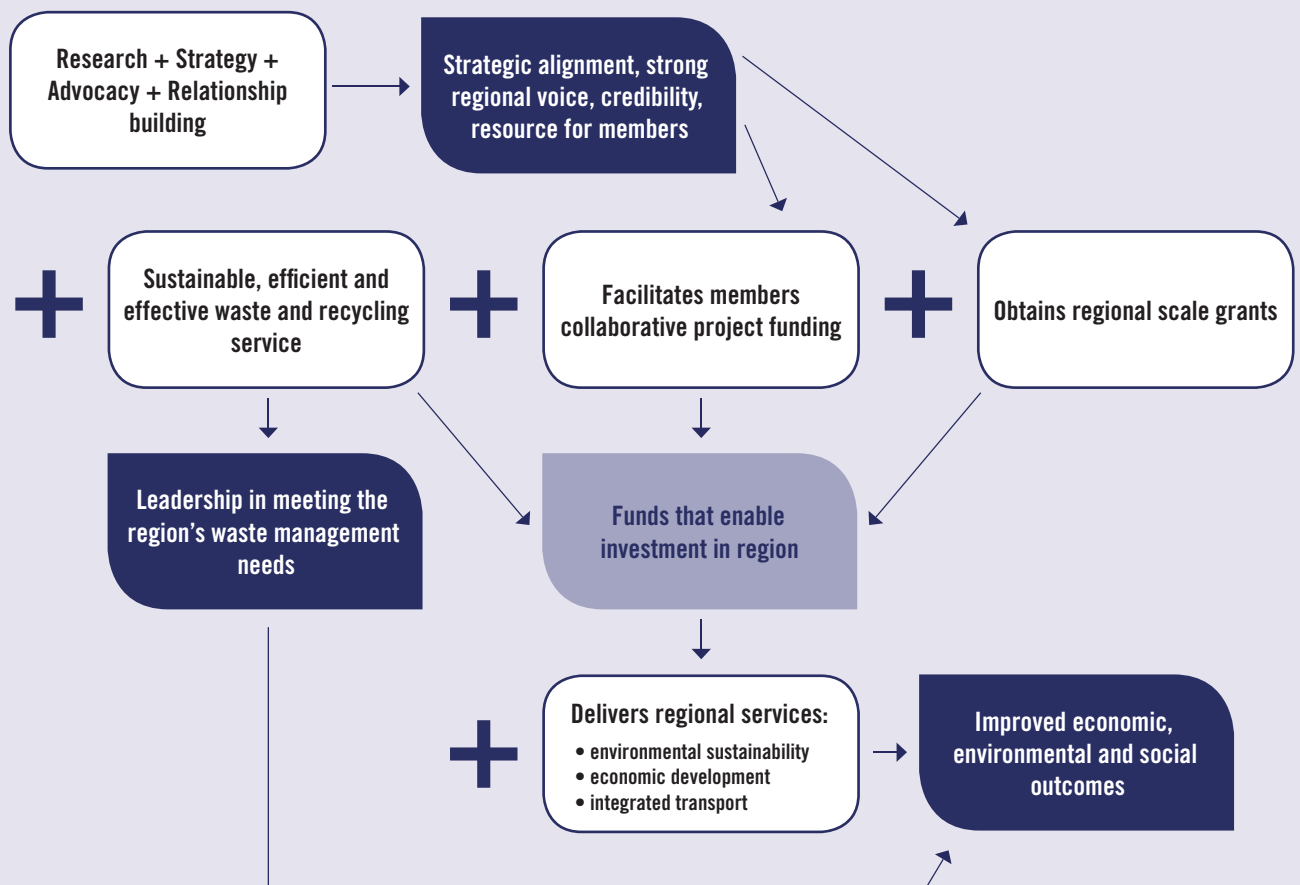 Research + Strategy +
Advocacy + Relationship
building
Strategic alignment, strong
regional voice, credibility,
resource for members
Sustainable, efficient and
effective waste and recycling
service
Facilitates members
collaborative project funding
Obtains regional scale grants
Leadership in meeting the
region’s waste management
needs
Funds that enable
investment in region
Delivers regional services:
• environmental sustainability
• economic development
• integrated transport
Improved economic,
environmental and social
outcomes